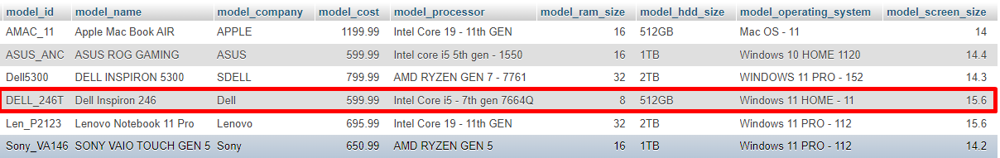 model_id model_name model_company model_cost model_processor model_ram_size model_hdd_size model_operating_system model_screen_size
AMAC_11 Apple Mac Book AIR APPLE 1199.99 Intel Core 19 - 11th GEN 16 512GB Mac OS - 11 14
ASUS_ANC ASUS ROG GAMING ASUS 599.99 Intel core i5 5th gen - 1550 16 1TB Windows 10 HOME 1120 14.4
Dell5300 DELL INSPIRON 5300 SDELL 799.99 AMD RYZEN GEN 7 - 7761 32 2TB WINDOWS 11 PRO - 152 14.3
DELL_246T Dell Inspiron 246 Dell 599.99 Intel Core i5 - 7th gen 7664Q 8 512GB Windows 11 HOME - 11 15.6
Len_P2123 Lenovo Notebook 11 Pro Lenovo 695.99 Intel Core 19 - 11th GEN 32 2TB Windows 11 PRO - 112 15.6
Sony_VA146 SONY VAIO TOUCH GEN 5 Sony 650.99 AMD RYZEN GEN 5 16 1TB Windows 11 PRO - 112 14.2